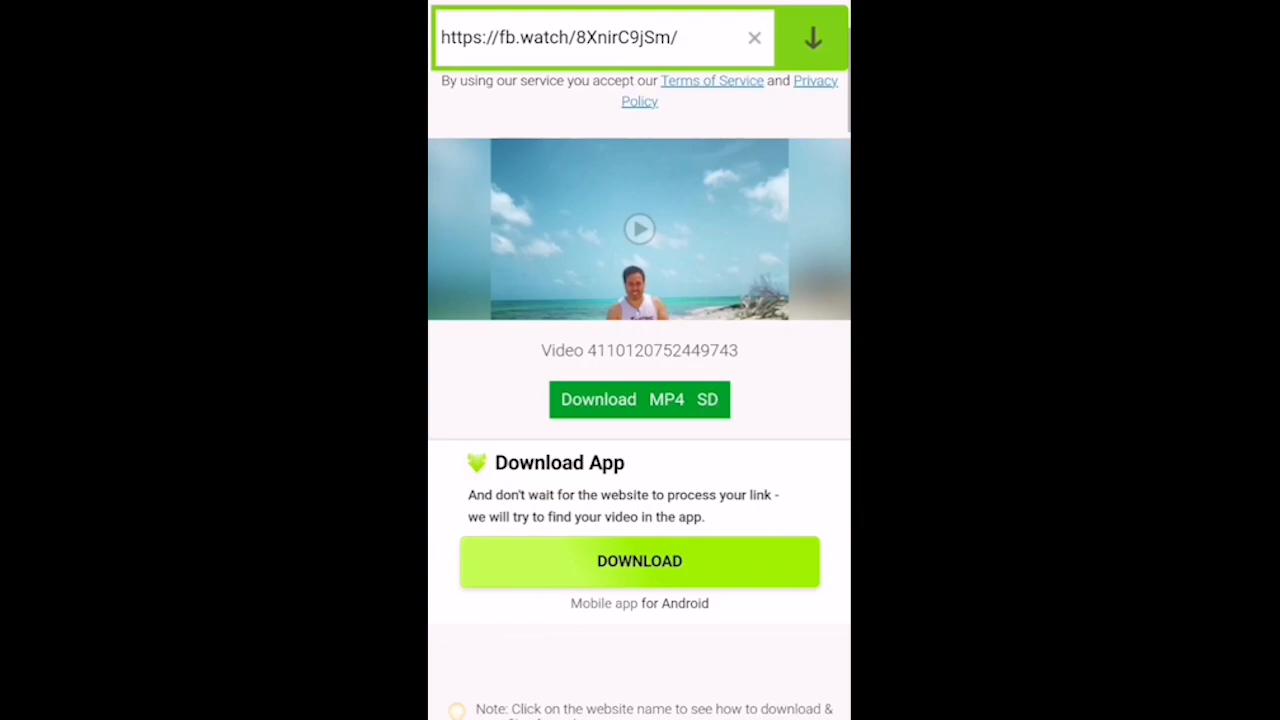 https://fb.watch/8XnirC9jSm/
By using our service you accept our Terms of Service and Privacy
Policy
Video 4110120752449743
Download MP4 SD
Download App
And don't wait for the website to process your link -
we will try to find your video in the app.
DOWNLOAD
Mobile app for Android
Note: Click on the website name to see how to download &